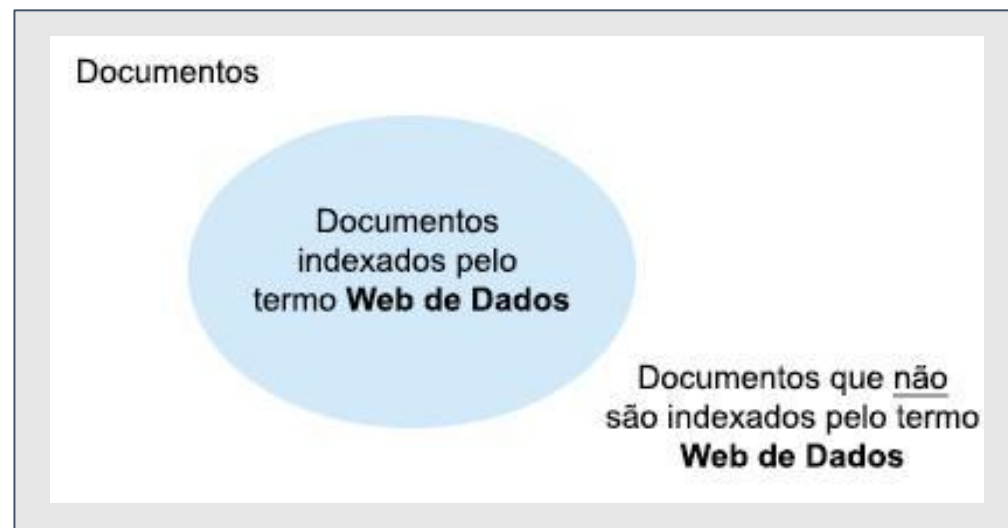 Documentos
Documentos
indexados pelo
termo Web de Dados
Documentos que não
são indexados pelo termo
Web de Dados